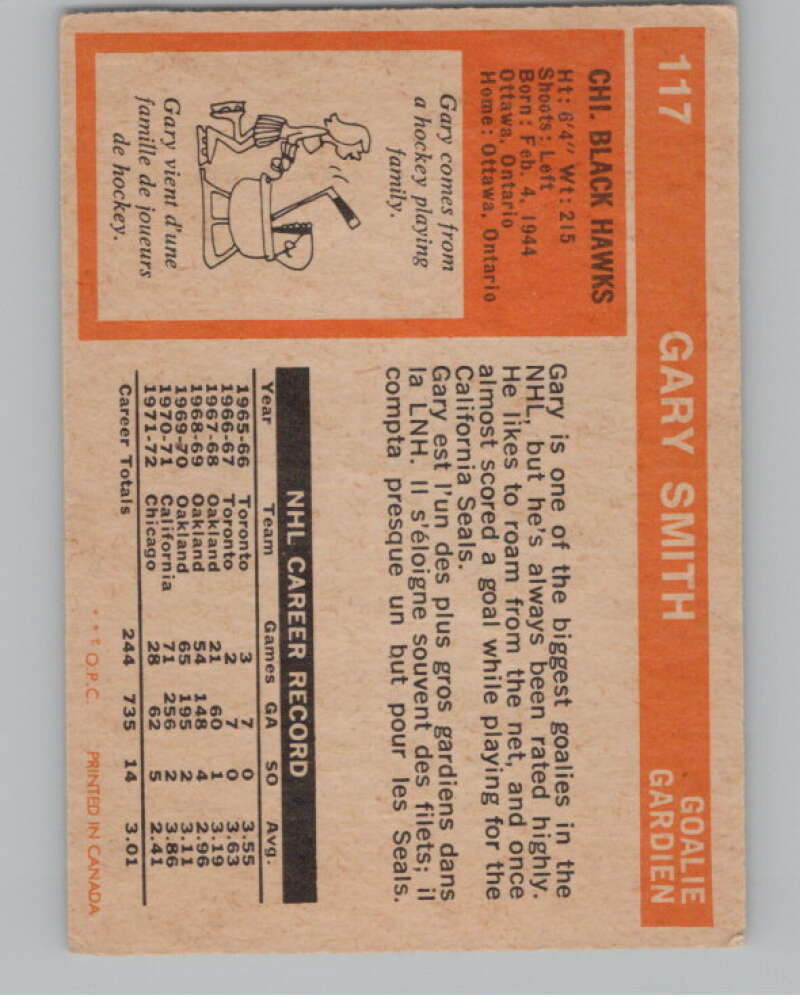 117 GARY SMITH GOALIE
GARDIEN
CHI. BLACK HAWKS
Ht: 6'4" Wt: 215
Shoots: Left
Born: Feb. 4, 1944
Ottawa, Ontario
Home: Ottawa, Ontario
Gary comes from
a hockey playing
family.
Gary vient d'une
famille de joueurs
de hockey.
Gary is one of the biggest goalies in the
NHL, but he's always been rated highly.
He likes to roam from the net, and once
almost scored a goal while playing for the
California Seals.
Gary est l'un des plus gros gardiens dans
la LNH. Il s'éloigne souvent des filets; il
compta presque un but pour les Seals.
NHL CAREER RECORD
Year Team Games GA SO Avg.
1965-66 Toronto 3 7 0 3.55
1966-67 Toronto 2 7 0 3.63
1967-68 Oakland 21 60 1 3.19
1968-69 Oakland 54 148 4 2.96
1969-70 Oakland 65 195 2 3.11
1970-71 California 71 256 2 3.86
1971-72 Chicago 28 62 5 2.41
Career Totals 244 735 14 3.01
O.P.C. PRINTED IN CANADA